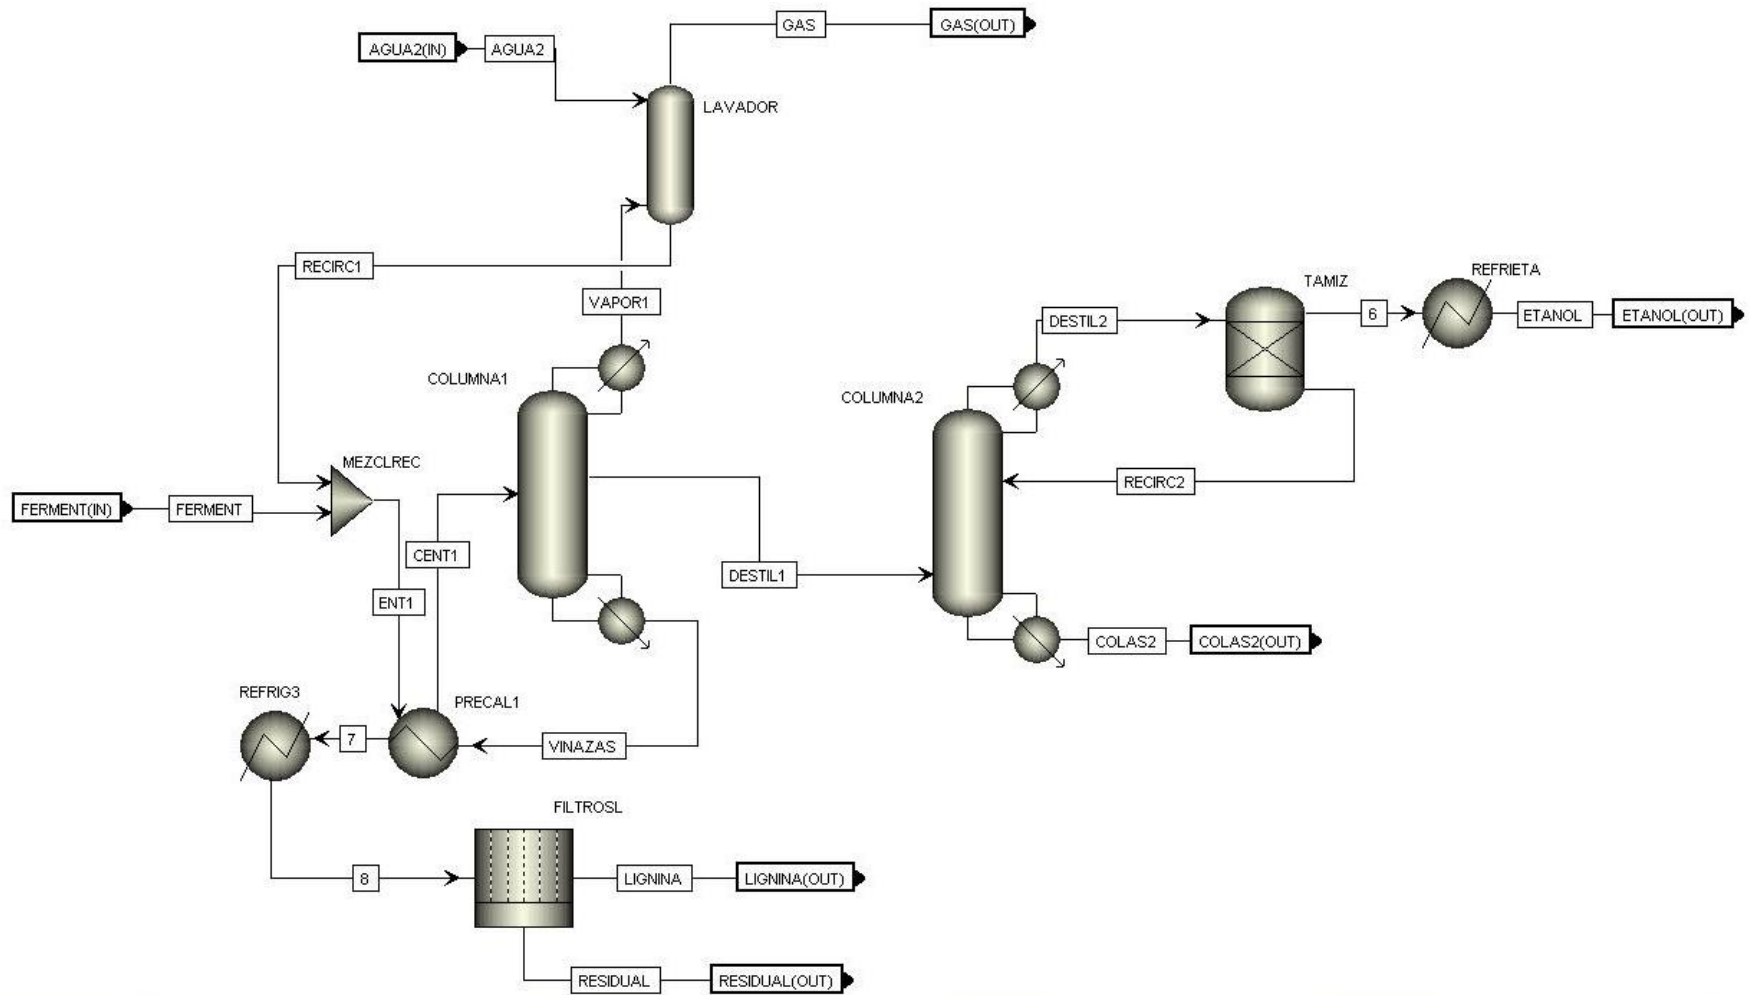 GAS
GAS(OUT)
AGUA2(IN)
AGUA2
LAVADOR
RECIRC1
VAPOR1
COLUMNA1
MEZCLREC
FERMENT(IN)
FERMENT
CENT1
ENT1
DESTIL1
COLUMNA2
DESTIL2
TAMIZ
6
REFRIETA
ETANOL
ETANOL(OUT)
RECIRC2
COLAS2
COLAS2(OUT)
REFRIG3
7
PRECAL1
VINAZAS
FILTROSL
8
LIGNINA
LIGNINA(OUT)
RESIDUAL
RESIDUAL(OUT)